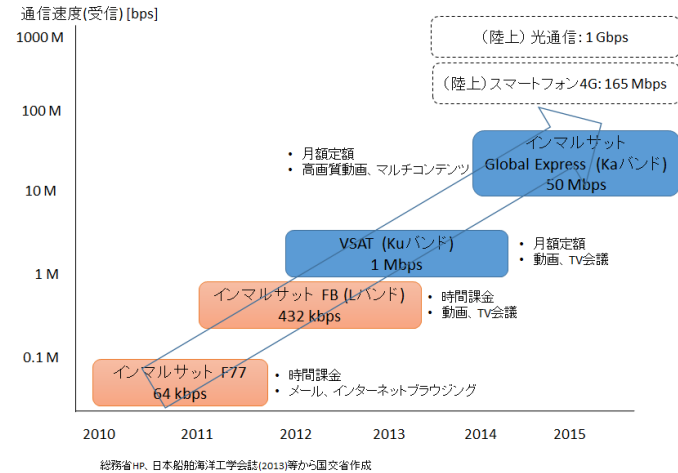 通信速度(受信) [bps]
1000 M
(陸上) 光通信: 1 Gbps
(陸上) スマートフォン4G: 165 Mbps
100 M
インマルサット
Global Express (Kaバンド)
50 Mbps
• 月額定額
• 高画質動画、マルチコンテンツ
10 M
VSAT (Kuバンド)
1 Mbps
• 月額定額
• 動画、TV会議
1 M
インマルサット FB (Lバンド)
432 kbps
• 時間課金
• 動画、TV会議
0.1 M
インマルサット F77
64 kbps
• 時間課金
• メール、インターネットブラウジング
2010 2011 2012 2013 2014 2015
総務省HP、日本船舶海洋工学会誌(2013)等から国交省作成